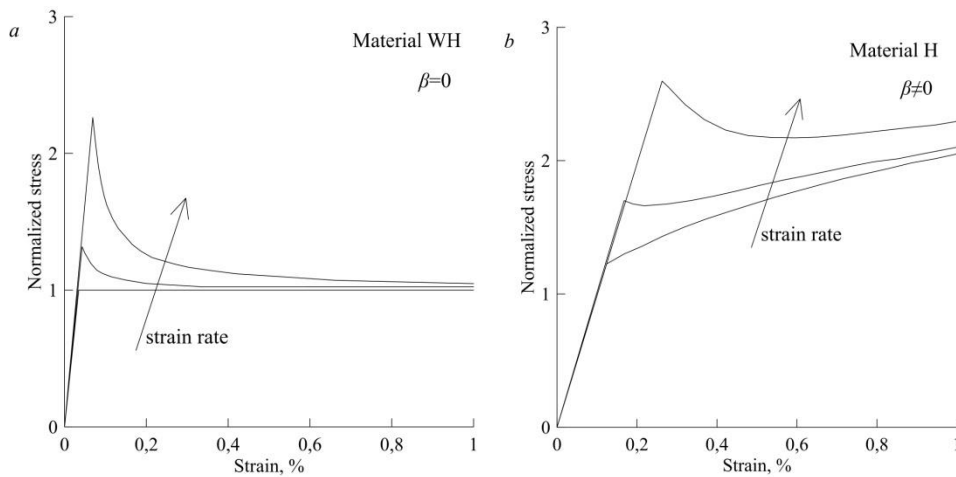 a
Material WH
β=0
strain rate
Normalized stress
3
2
1
0
0
0,2
0,4
0,6
0,8
1
Strain, %
b
Material H
β≠0
strain rate
Normalized stress
3
2
1
0
0
0,2
0,4
0,6
0,8
1
Strain, %